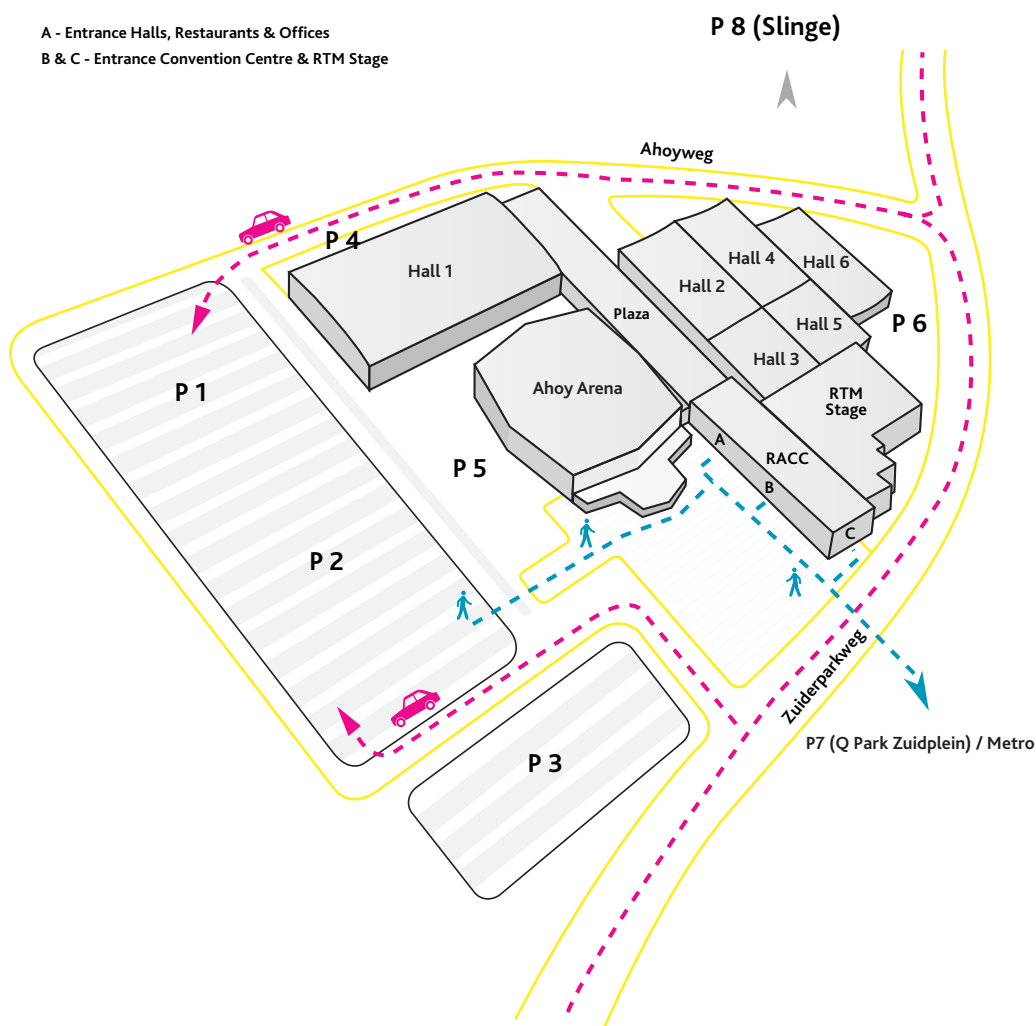 P 8 (Slinge)
A - Entrance Halls, Restaurants & Offices
B & C - Entrance Convention Centre & RTM Stage
Ahoyweg
P 4
Hall 1
Hall 4
Hall 6
Hall 2
Plaza
Hall 5
P 6
Hall 3
P 1
Ahoy Arena
RTM
Stage
A
RACC
P 5
B
C
P 2
Zuiderparkweg
P7 (Q Park Zuidplein) / Metro
P 3